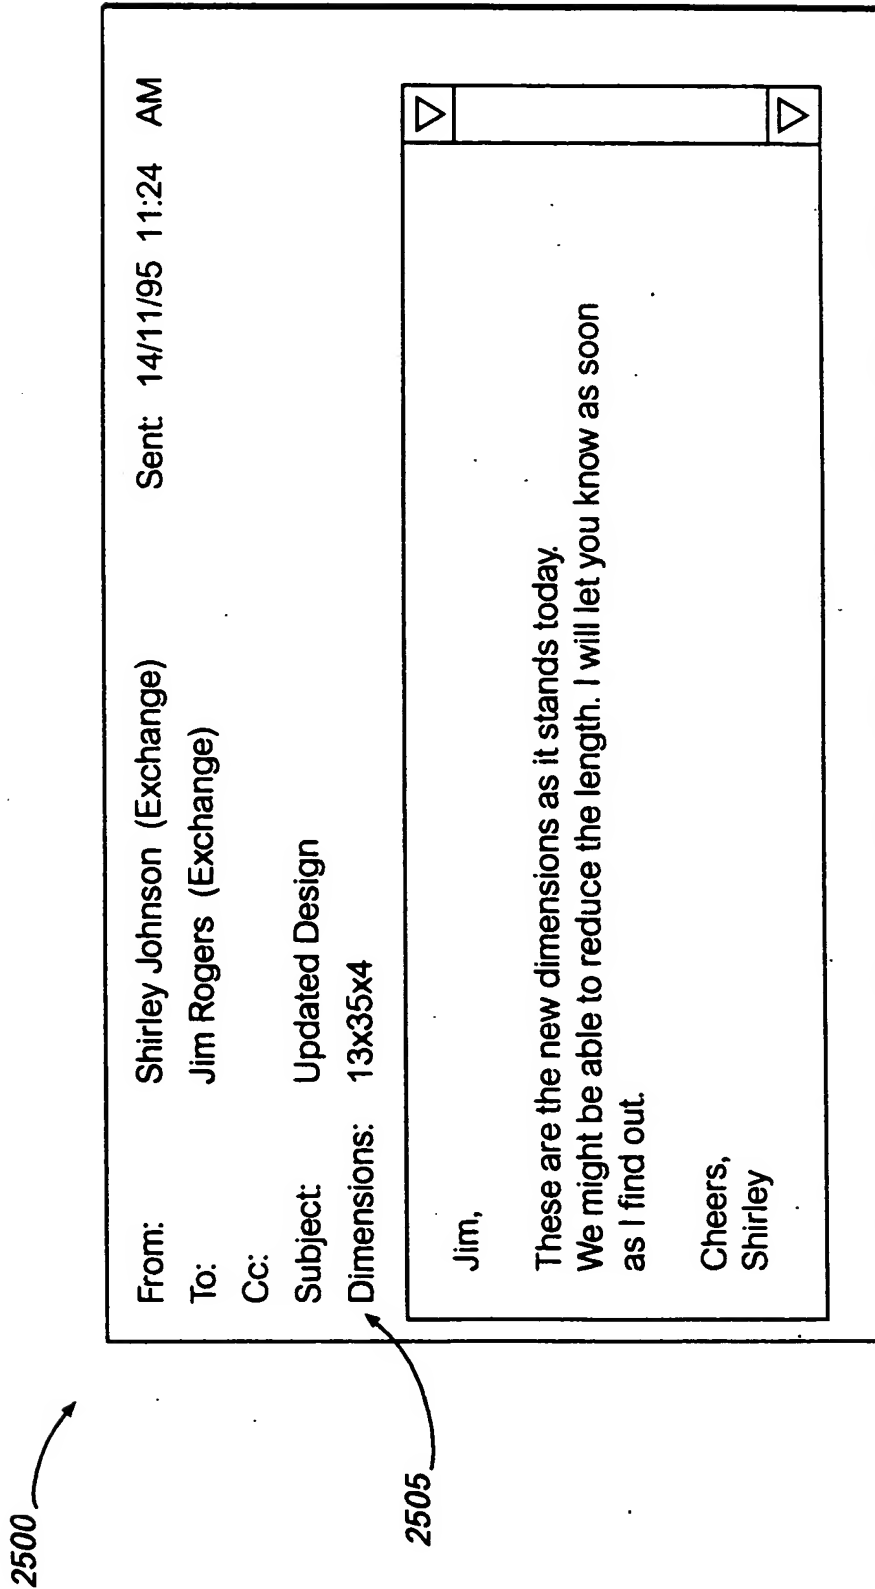 2500
From: Shirley Johnson (Exchange) Sent: 14/11/95 11:24 AM
To: Jim Rogers (Exchange)
Cc:
Subject: Updated Design
Dimensions: 13x35x4
2505
Jim,
These are the new dimensions as it stands today.
We might be able to reduce the length. I will let you know as soon
as I find out.
Cheers,
Shirley